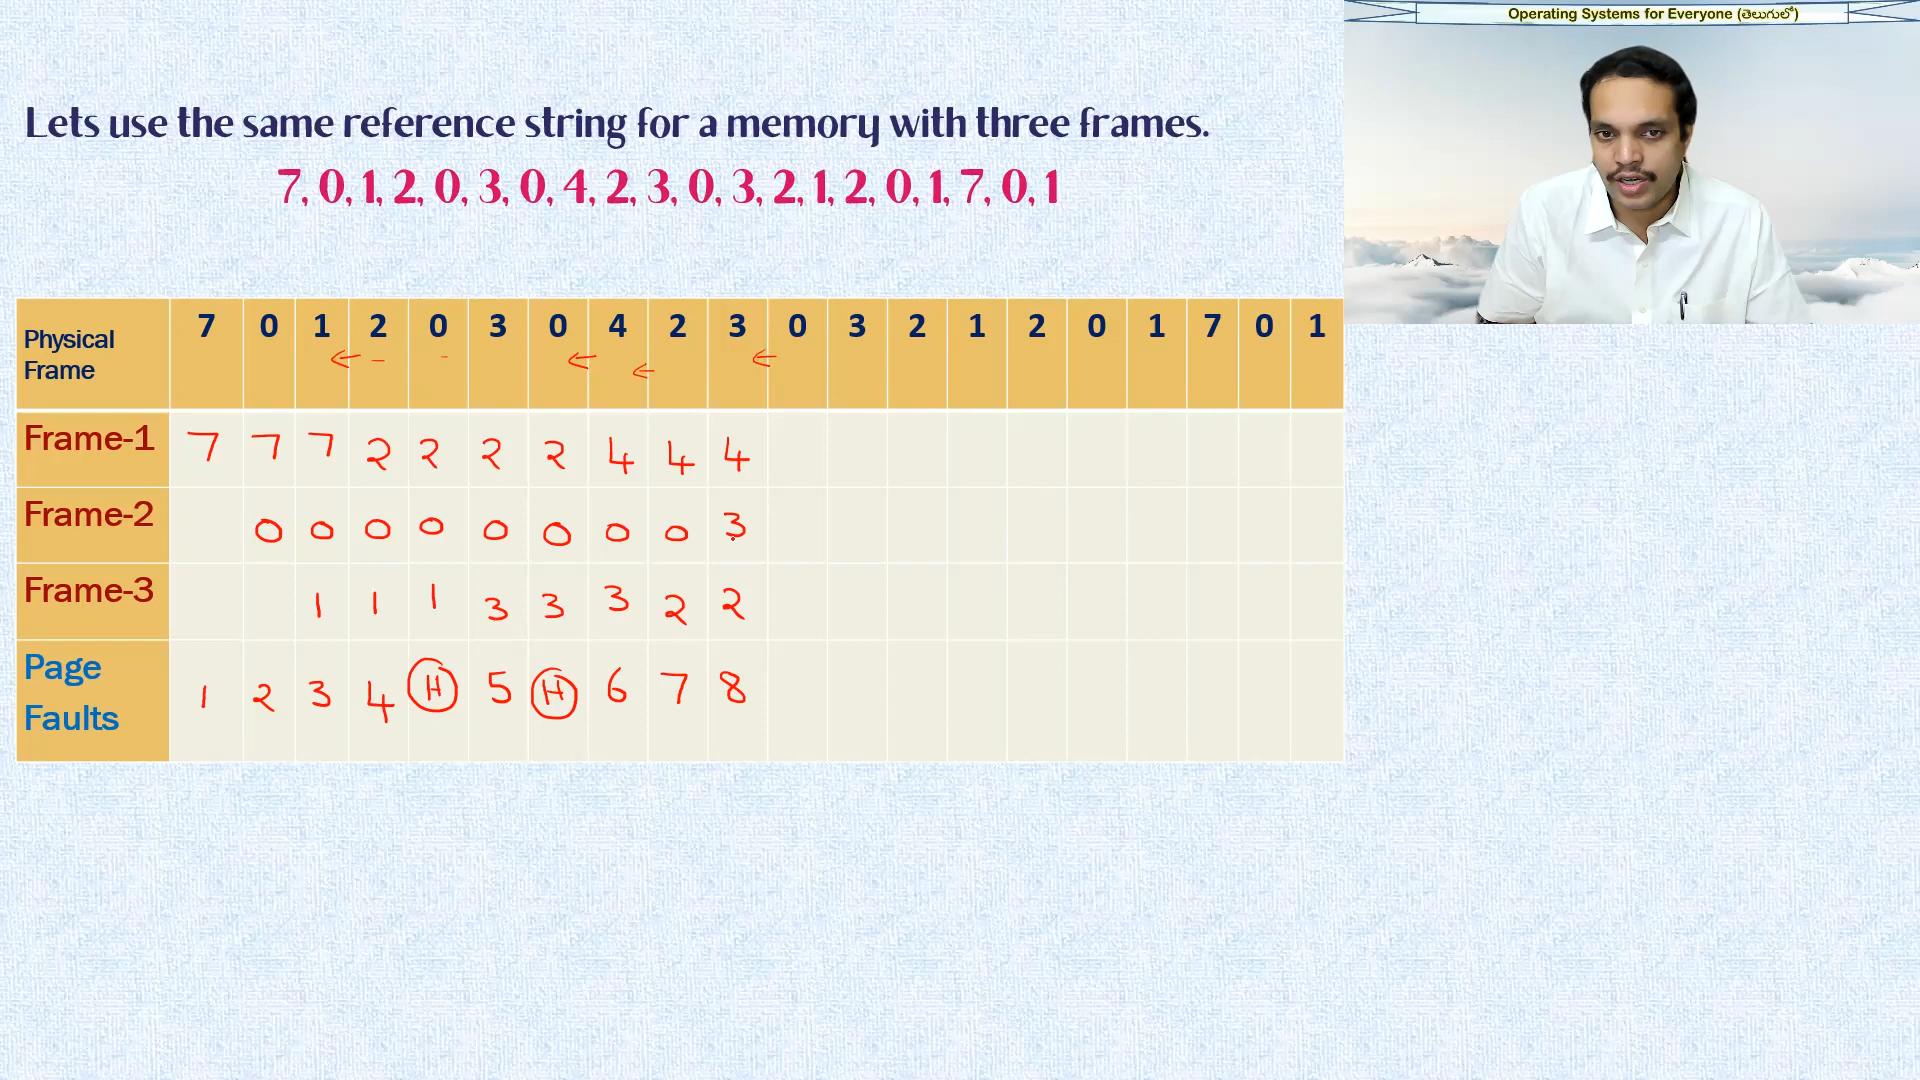 Operating Systems for Everyone (తెలుగులో)
Lets use the same reference string for a memory with three frames.
7, 0, 1, 2, 0, 3, 0, 4, 2, 3, 0, 3, 2, 1, 2, 0, 1, 7, 0, 1
Physical Frame 7 0 1 2 0 3 0 4 2 3 0 3 2 1 2 0 1 7 0 1
Frame-1 7 7 7 2 2 2 2 4 4 4
Frame-2 0 0 0 0 0 0 0 0 3
Frame-3 1 1 1 3 3 3 2 2
Page Faults 1 2 3 4 H 5 H 6 7 8